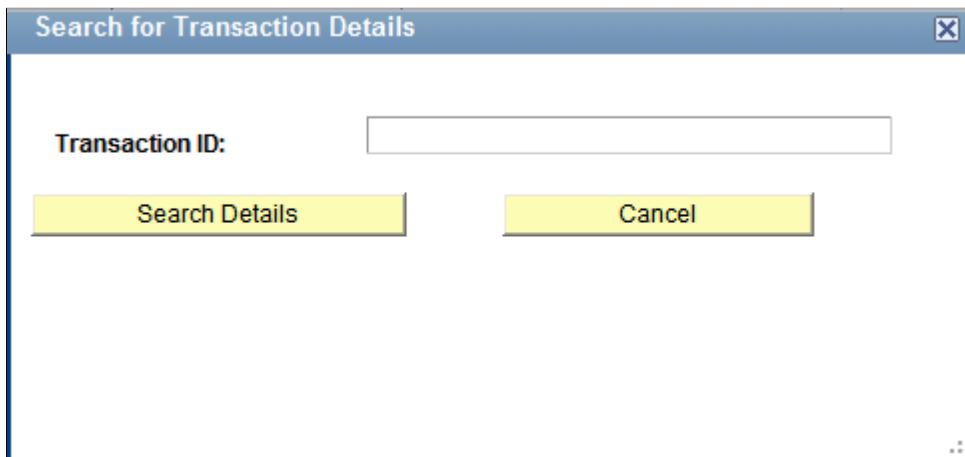 Search for Transaction Details
Transaction ID:
Search Details
Cancel